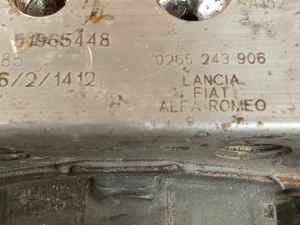 51965448
0265 243 906
6/2/1412
LANCIA
FIAT
ALFA ROMEO